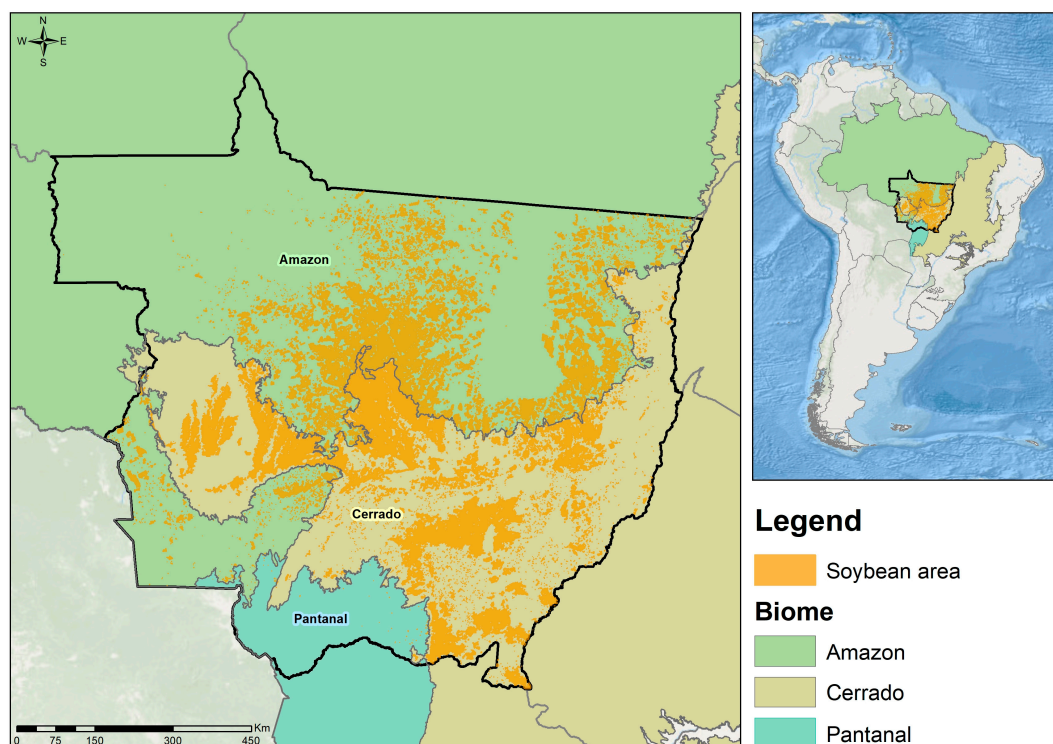 N
W E
S
Amazon
Cerrado
Pantanal
Km
0 75 150 300 450
Legend
Soybean area
Biome
Amazon
Cerrado
Pantanal